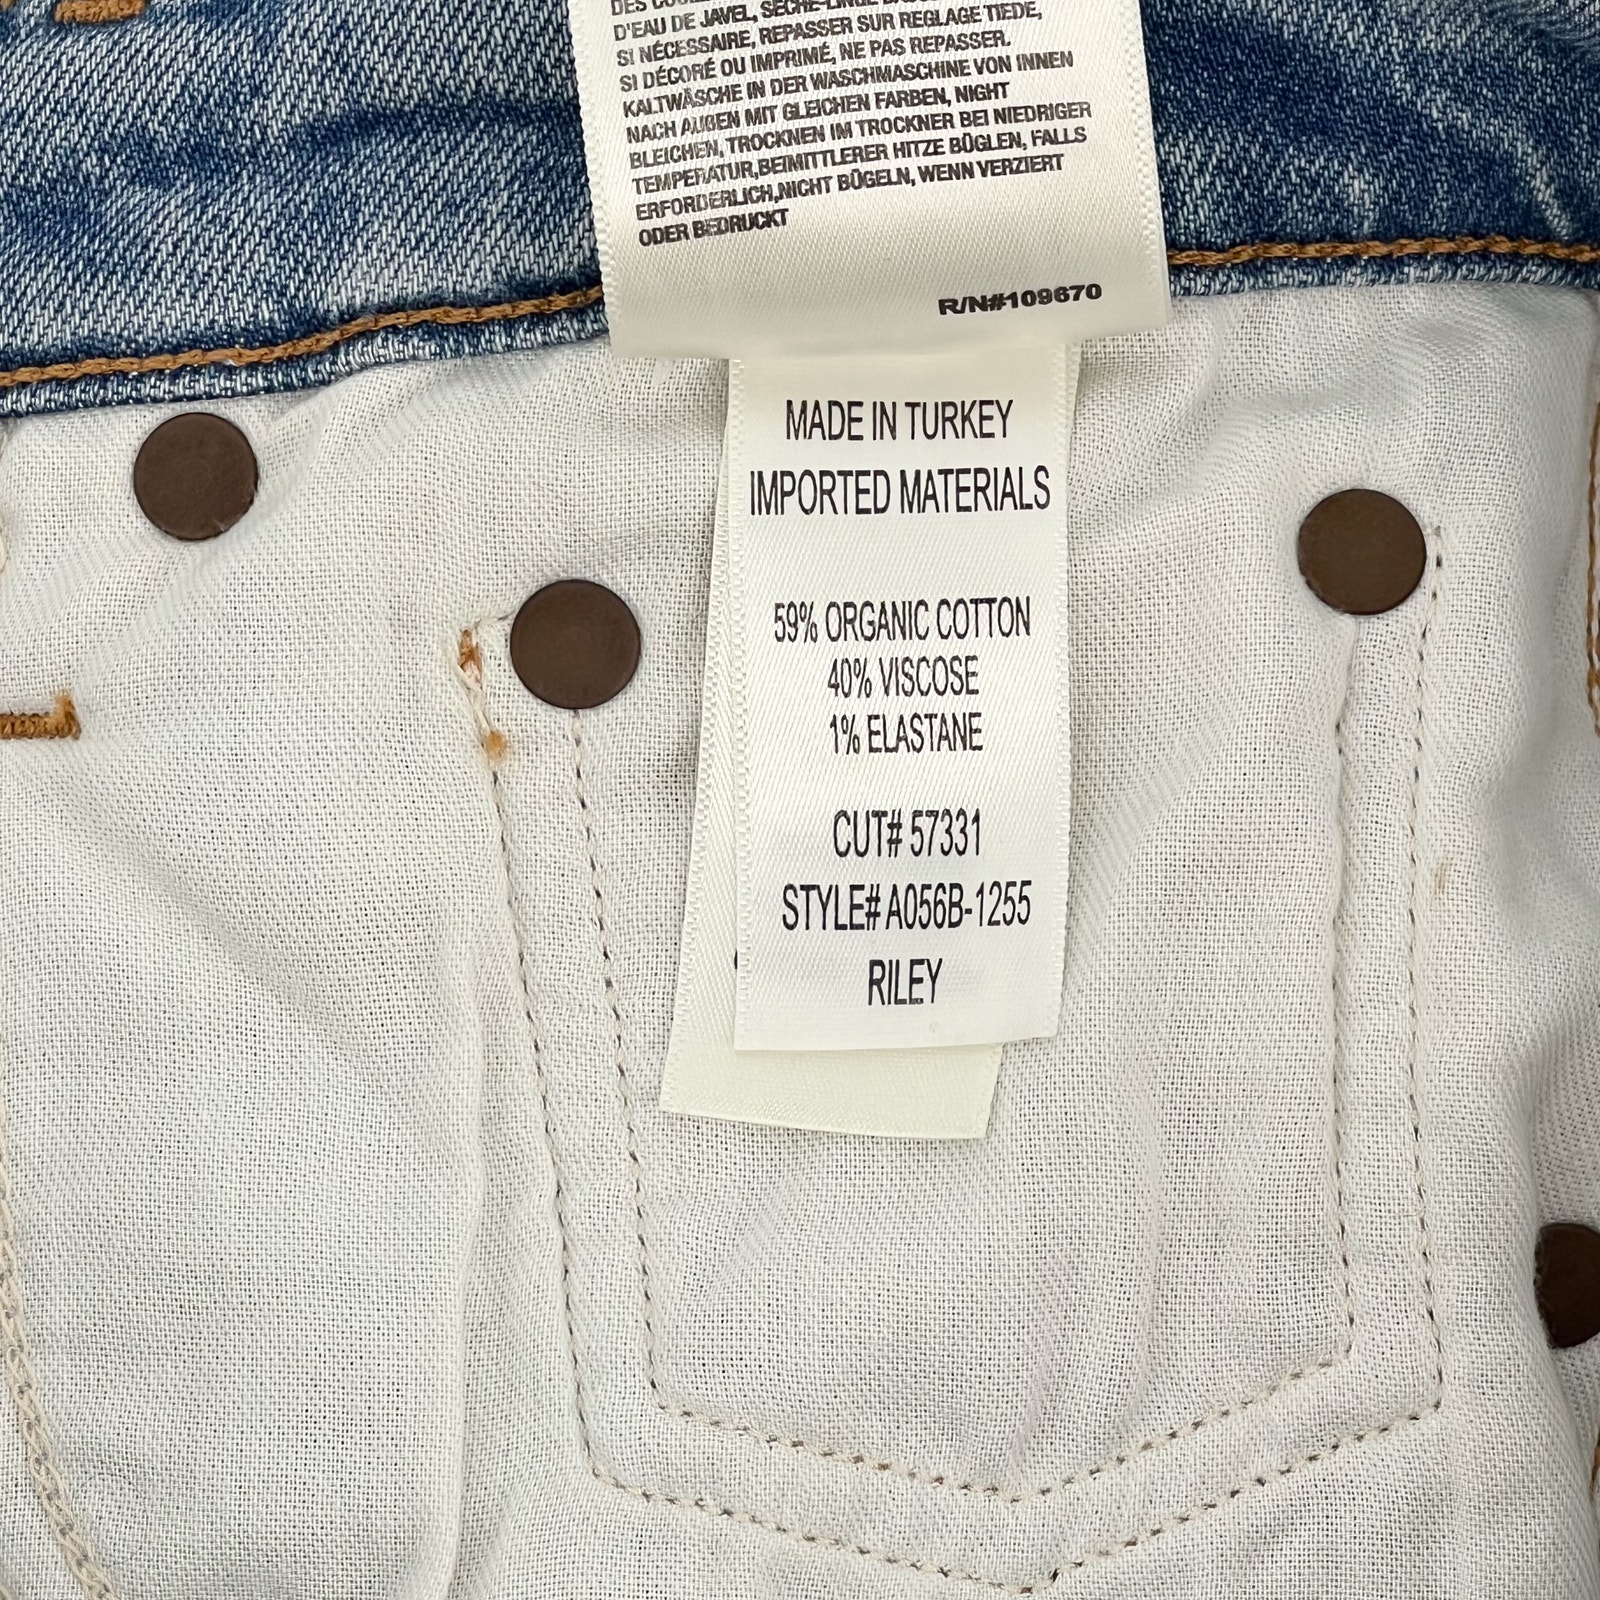 D'EAU DE JAVEL, SÈCHE-LINGE
SI NÉCESSAIRE, REPASSER SUR REGLAGE TIEDE,
SI DÉCORÉ OU IMPRIMÉ, NE PAS REPASSER.
KALTWÄSCHE IN DER WASCHMASCHINE VON INNEN
NACH AUßEN MIT GLEICHEN FARBEN, NIGHT
BLEICHEN, TROCKNEN IM TROCKNER BEI NIEDRIGER
TEMPERATUR,BEIMITTLERER HITZE BÜGLEN, FALLS
ERFORDERLICH,NICHT BÜGELN, WENN VERZIERT
ODER BEDRUCKT
R/N#109670
MADE IN TURKEY
IMPORTED MATERIALS
59% ORGANIC COTTON
40% VISCOSE
1% ELASTANE
CUT# 57331
STYLE# A056B-1255
RILEY